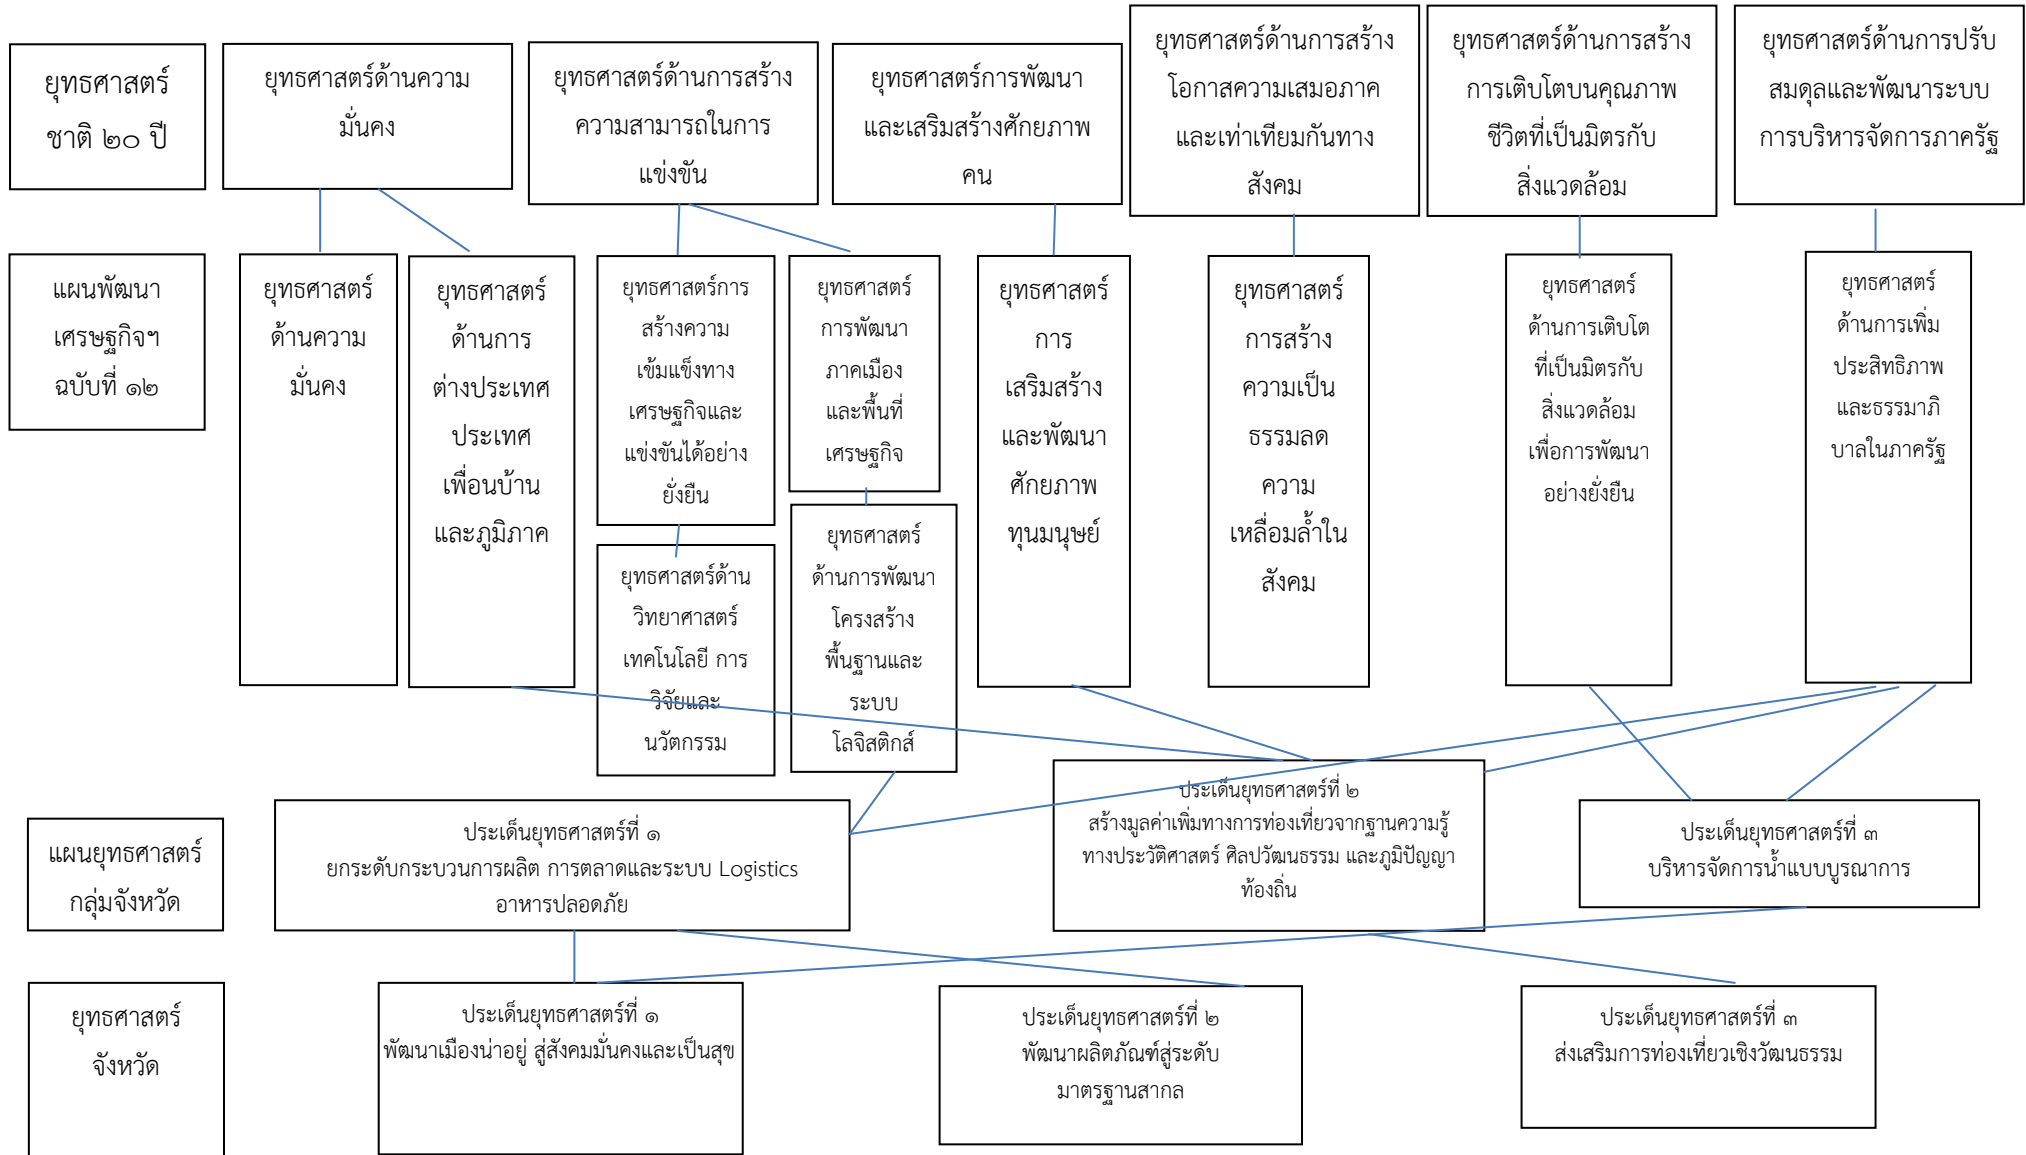 ยุทธศาสตร์
ชาติ ๒๐ ปี
ยุทธศาสตร์ด้านความ
มั่นคง
ยุทธศาสตร์ด้านการสร้าง
ความสามารถในการ
แข่งขัน
ยุทธศาสตร์การพัฒนา
และเสริมสร้างศักยภาพ
คน
ยุทธศาสตร์ด้านการสร้าง
โอกาสความเสมอภาค
และเท่าเทียมกันทาง
สังคม
ยุทธศาสตร์ด้านการสร้าง
การเติบโตบนคุณภาพ
ชีวิตที่เป็นมิตรกับ
สิ่งแวดล้อม
ยุทธศาสตร์ด้านการปรับ
สมดุลและพัฒนาระบบ
การบริหารจัดการภาครัฐ
แผนพัฒนา
เศรษฐกิจฯ
ฉบับที่ ๑๒
ยุทธศาสตร์
ด้านความ
มั่นคง
ยุทธศาสตร์
ด้านการ
ต่างประเทศ
ประเทศ
เพื่อนบ้าน
และภูมิภาค
ยุทธศาสตร์การ
สร้างความ
เข้มแข็งทาง
เศรษฐกิจและ
แข่งขันได้อย่าง
ยั่งยืน
ยุทธศาสตร์
การพัฒนา
ภาคเมือง
และพื้นที่
เศรษฐกิจ
ยุทธศาสตร์
การ
เสริมสร้าง
และพัฒนา
ศักยภาพ
ทุนมนุษย์
ยุทธศาสตร์
การสร้าง
ความเป็น
ธรรมลด
ความ
เหลื่อมล้ำใน
สังคม
ยุทธศาสตร์
ด้านการเติบโต
ที่เป็นมิตรกับ
สิ่งแวดล้อม
เพื่อการพัฒนา
อย่างยั่งยืน
ยุทธศาสตร์
ด้านการเพิ่ม
ประสิทธิภาพ
และธรรมาภิ
บาลในภาครัฐ
ยุทธศาสตร์ด้าน
วิทยาศาสตร์
เทคโนโลยี การ
วิจัยและ
นวัตกรรม
ยุทธศาสตร์
ด้านการพัฒนา
โครงสร้าง
พื้นฐานและ
ระบบ
โลจิสติกส์
แผนยุทธศาสตร์
กลุ่มจังหวัด
ประเด็นยุทธศาสตร์ที่ ๑
ยกระดับกระบวนการผลิต การตลาดและระบบ Logistics
อาหารปลอดภัย
ประเด็นยุทธศาสตร์ที่ ๒
สร้างมูลค่าเพิ่มทางการท่องเที่ยวจากฐานความรู้
ทางประวัติศาสตร์ ศิลปวัฒนธรรม และภูมิปัญญา
ท้องถิ่น
ประเด็นยุทธศาสตร์ที่ ๓
บริหารจัดการน้ำแบบบูรณาการ
ยุทธศาสตร์
จังหวัด
ประเด็นยุทธศาสตร์ที่ ๑
พัฒนาเมืองน่าอยู่ สู่สังคมมั่นคงและเป็นสุข
ประเด็นยุทธศาสตร์ที่ ๒
พัฒนาผลิตภัณฑ์สู่ระดับ
มาตรฐานสากล
ประเด็นยุทธศาสตร์ที่ ๓
ส่งเสริมการท่องเที่ยวเชิงวัฒนธรรม